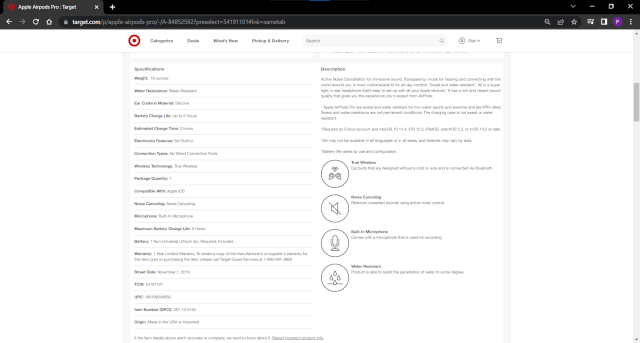 Apple Airpods Pro : Target
target.com/p/apple-airpods-pro/-/A-84852592?preselect=54191101#lnk=sametab
Categories
Deals
What's New
Pickup & Delivery
Search
Sign in
Specifications
Weight: 16 ounces
Water Resistance: Water Resistant
Ear Cushion Material: Silicone
Battery Charge Life: Up to 5 hours
Estimated Charge Time: 5 hours
Electronics Features: Siri Built-in
Connection Types: No Wired Connection Ports
Wireless Technology: True Wireless
Package Quantity: 1
Compatible With: Apple iOS
Noise Canceling: Noise Canceling
Microphone: Built-In Microphone
Maximum Battery Charge Life: 5 Hours
Battery: 1 Non-Universal Lithium Ion, Required, Included
Warranty: 1 Year Limited Warranty. To obtain a copy of the manufacturer's or supplier's warranty for
this item prior to purchasing the item, please call Target Guest Services at 1-800-591-3869
Street Date: November 1, 2019
TCIN:
UPC:
Item Number (DPCI):
Origin: Made in the USA or Imported
If the item details above aren't accurate or complete, we want to know about it. Report incorrect product info.
Description
Active Noise Cancellation for immersive sound. Transparency mode for hearing and connecting with the
world around you. A more customizable fit for all-day comfort. Sweat and water resistant.¹ All in a super-
light, in-ear headphone that's easy to set up with all your Apple devices.² It has a rich and vibrant sound
quality that gives you the experience you'd expect from AirPods.
¹ AirPods Pro are sweat and water resistant for non-water sports and exercise and are IPX4 rated.
Sweat and water resistance are not permanent conditions. The charging case is not sweat or water
resistant.
²Requires an iCloud account and macOS 10.14.4, iOS 12.2, iPadOS, watchOS 5.2, or tvOS 13.2 or later.
³Siri may not be available in all languages or in all areas, and features may vary by area.
⁴Battery life varies by use and configuration.
True Wireless
Ear buds that are designed without a cord or wire and is connected via Bluetooth
Noise Canceling
Reduces unwanted sounds using active noise control
Built-In Microphone
Comes with a microphone that is used for recording
Water-Resistant
Product is able to resist the penetration of water to some degree.